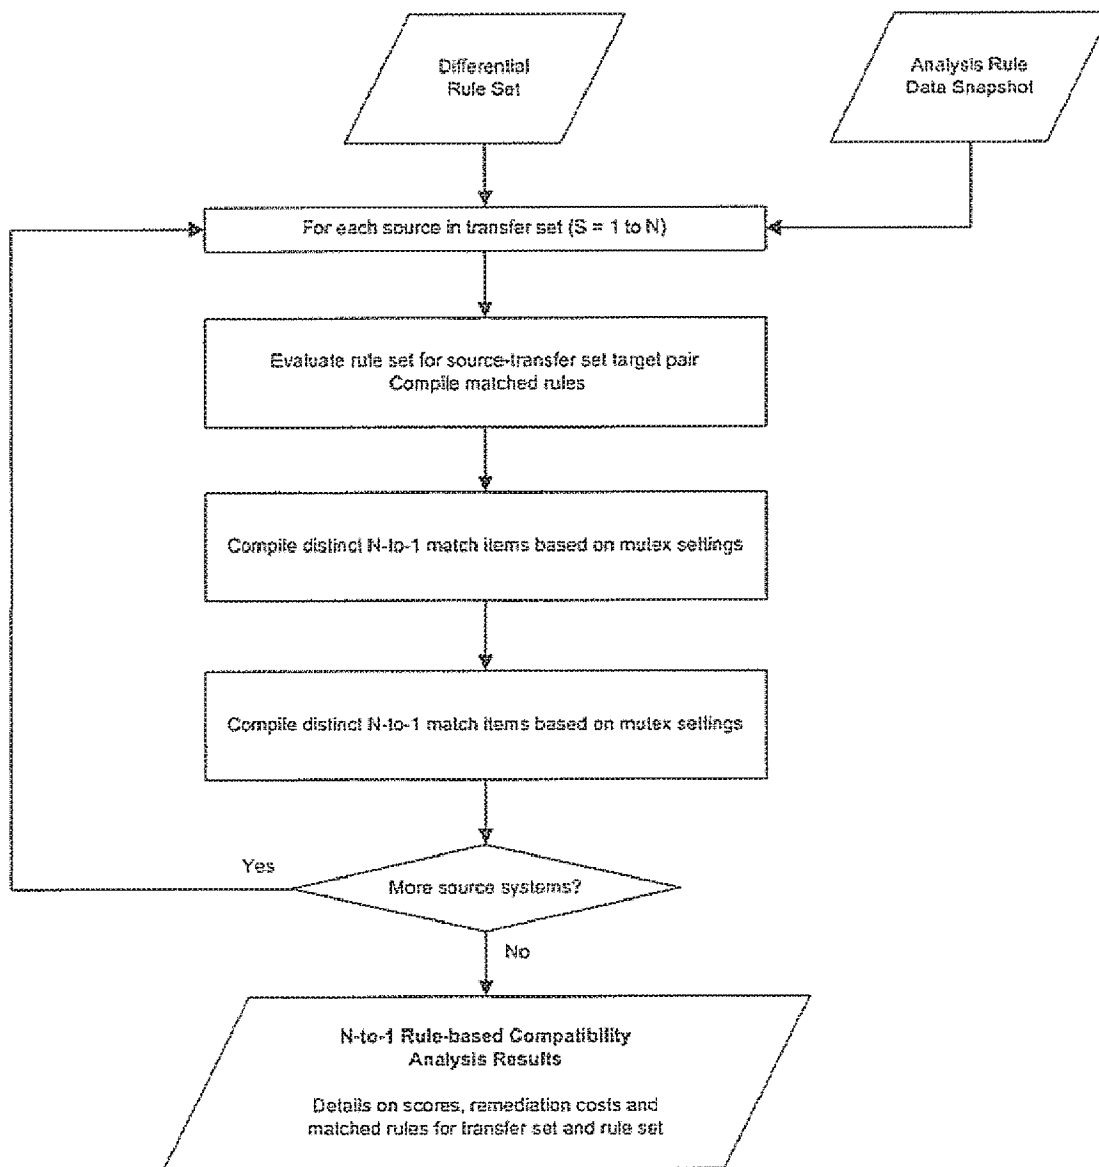 Differential
Rule Set
Analysis Rule
Data Snapshot
For each source in transfer set (S = 1 to N)
Evaluate rule set for source-transfer set target pair
Compile matched rules
Compile distinct N-to-1 match items based on mutex settings
Compile distinct N-to-1 match items based on mutex settings
Yes
More source systems?
No
N-to-1 Rule-based Compatibility
Analysis Results
Details on scores, remediation costs and
matched rules for transfer set and rule set